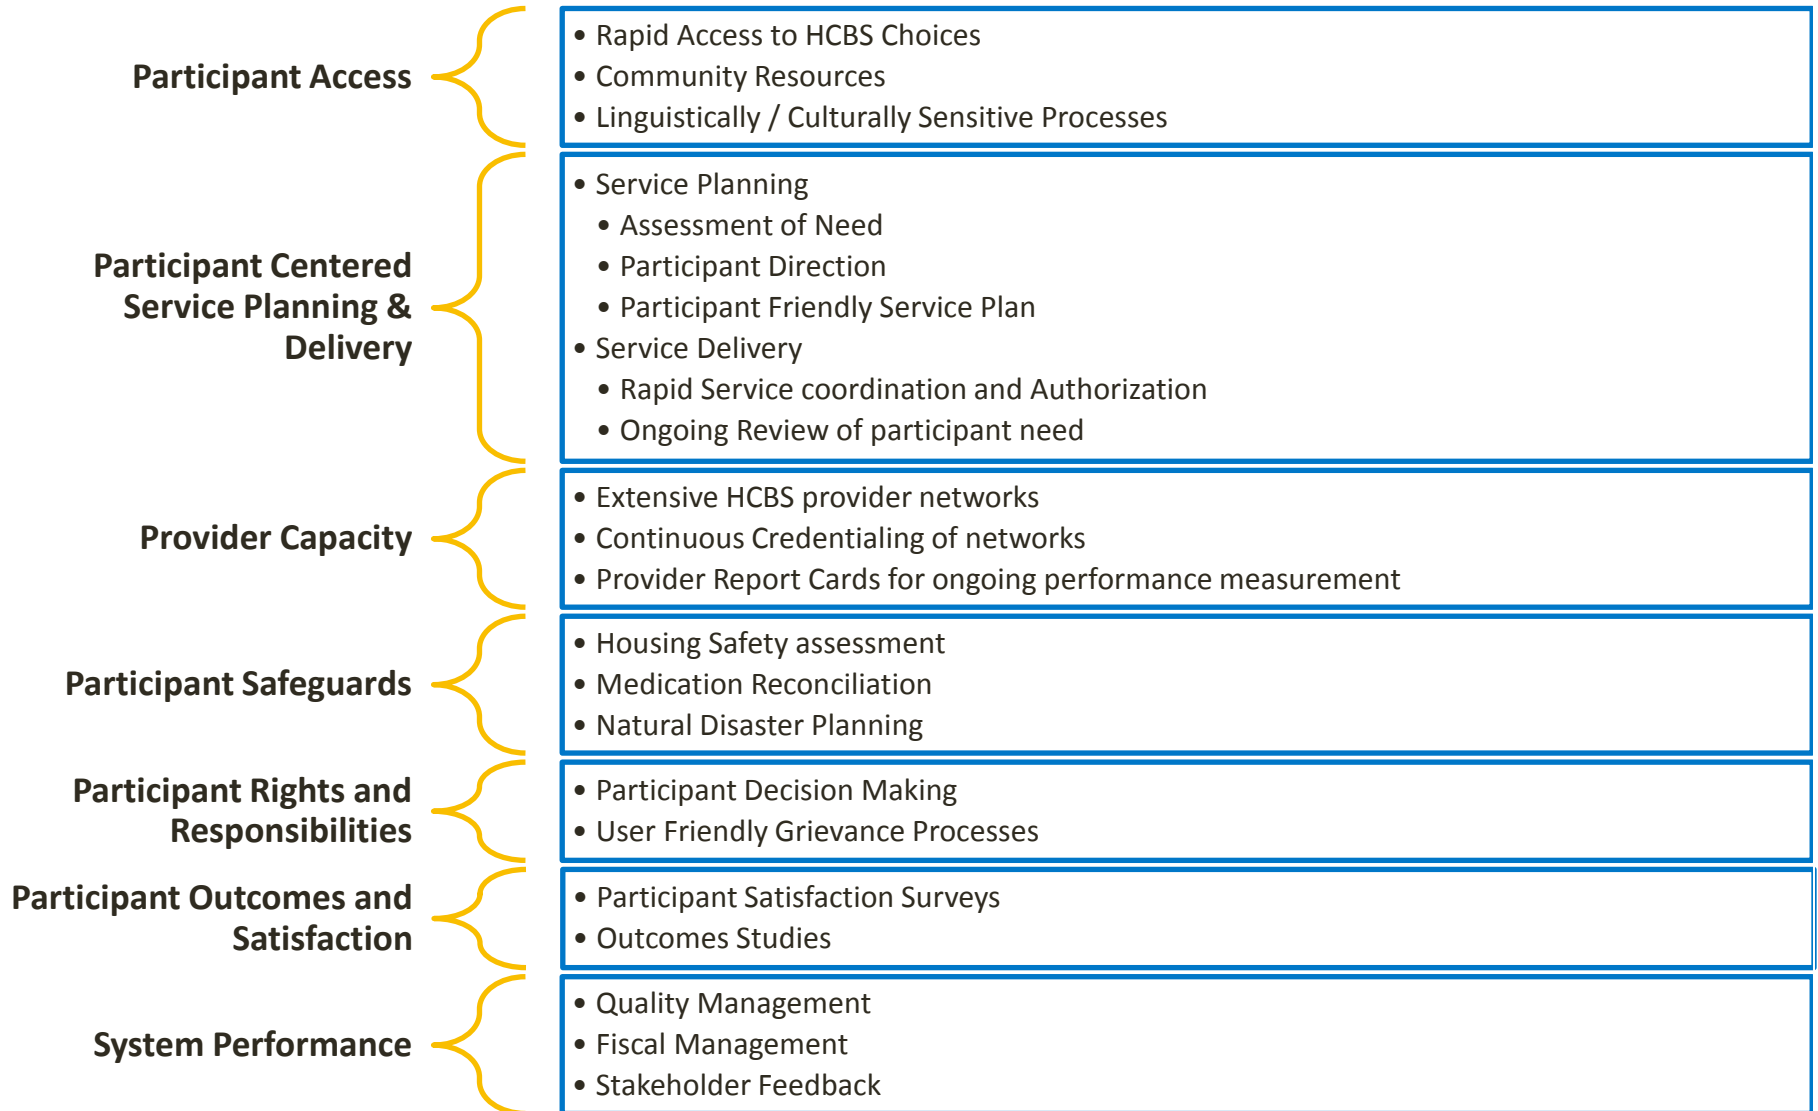 Participant Access
• Rapid Access to HCBS Choices
• Community Resources
• Linguistically / Culturally Sensitive Processes
Participant Centered
Service Planning &
Delivery
• Service Planning
• Assessment of Need
• Participant Direction
• Participant Friendly Service Plan
• Service Delivery
• Rapid Service coordination and Authorization
• Ongoing Review of participant need
Provider Capacity
• Extensive HCBS provider networks
• Continuous Credentialing of networks
• Provider Report Cards for ongoing performance measurement
Participant Safeguards
• Housing Safety assessment
• Medication Reconciliation
• Natural Disaster Planning
Participant Rights and
Responsibilities
• Participant Decision Making
• User Friendly Grievance Processes
Participant Outcomes and
Satisfaction
• Participant Satisfaction Surveys
• Outcomes Studies
System Performance
• Quality Management
• Fiscal Management
• Stakeholder Feedback